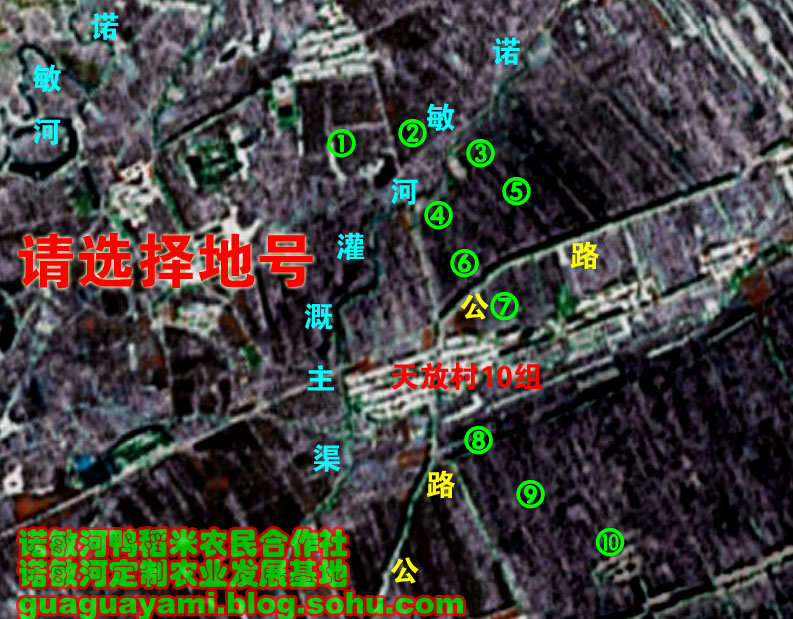 诺敏河
诺敏河灌溉主渠
①
②
③
④
⑤
⑥
⑦
⑧
⑨
⑩
请选择地号
公路
天放村10组
公路
诺敏河鸭稻米农民合作社
诺敏河定制农业发展基地
guaguayami.blog.sohu.com